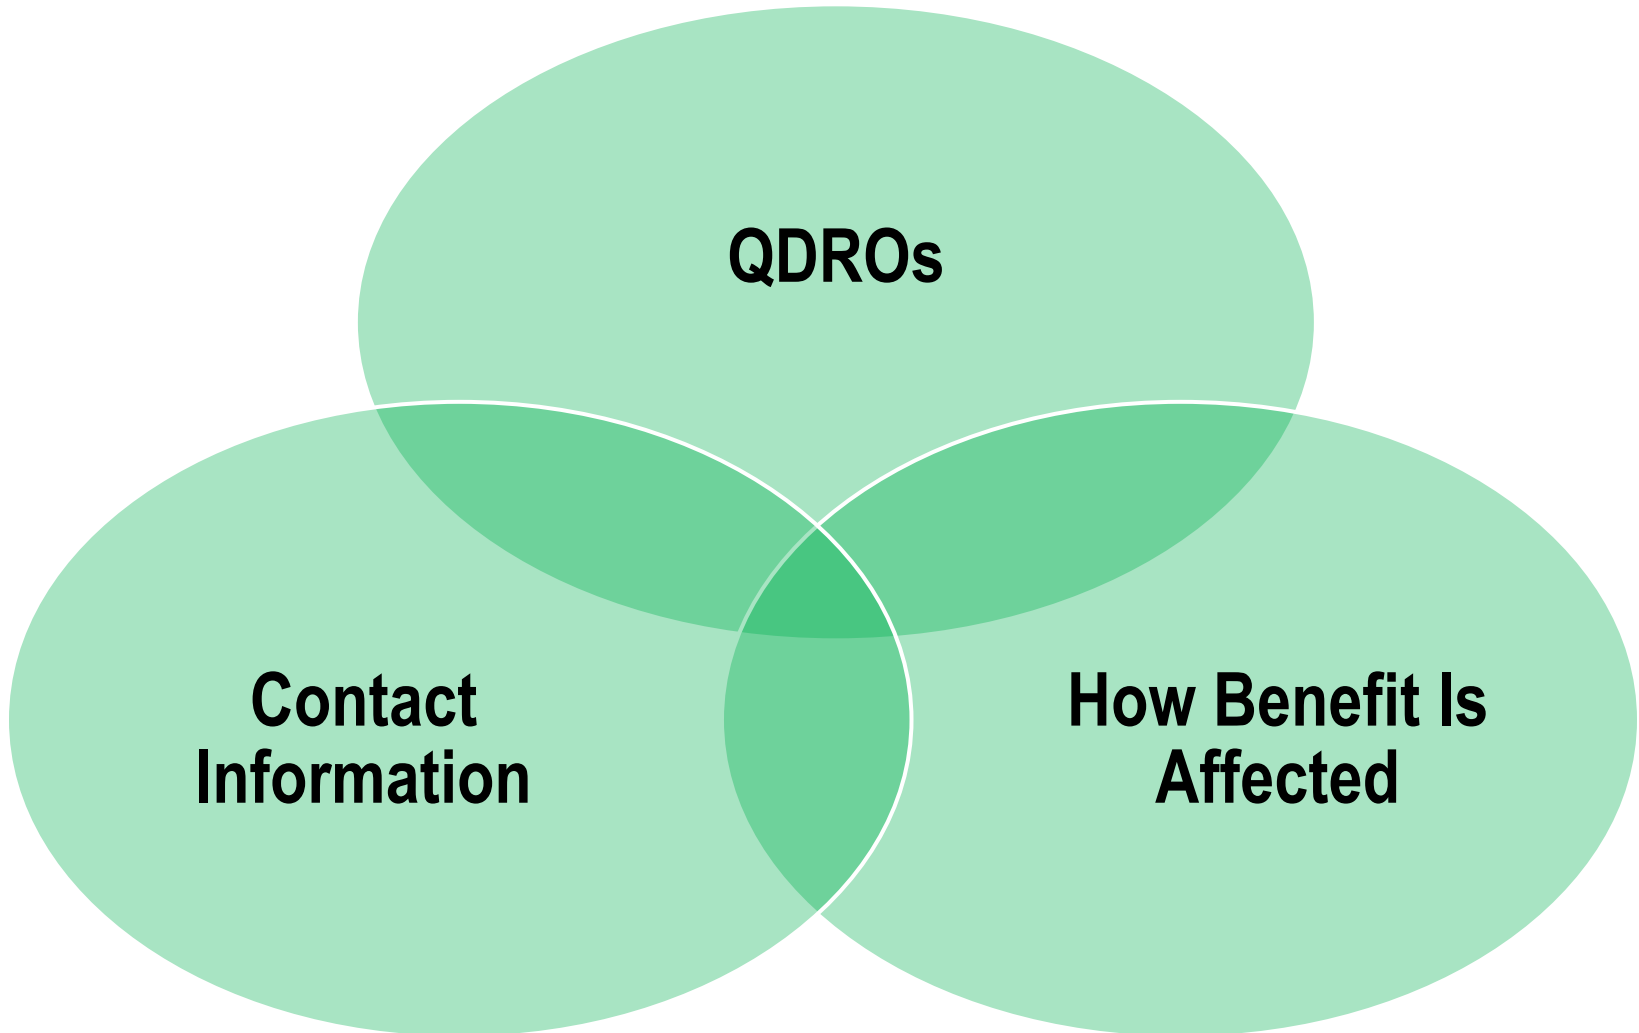 QDROs
Contact
Information
How Benefit Is
Affected